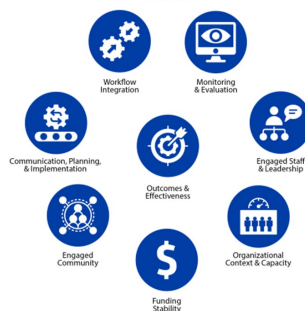 Workflow
Integration
Monitoring
& Evaluation
Communication, Planning,
& Implementation
Outcomes &
Effectiveness
Engaged Staff
& Leadership
Engaged
Community
Organizational
Context & Capacity
Funding
Stability